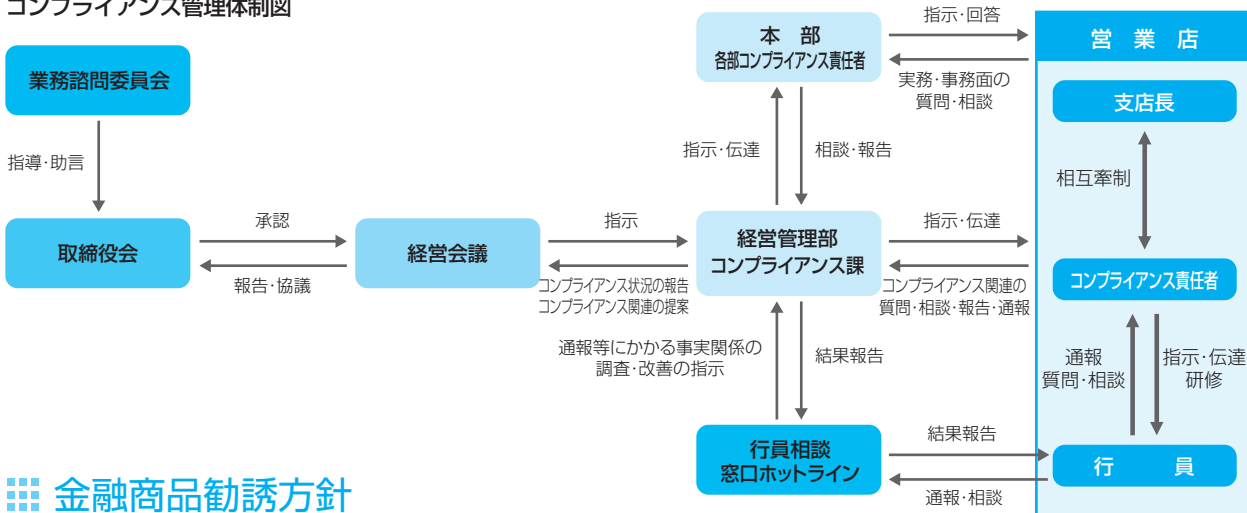 コンプライアンス管理体制図
業務諮問委員会
指導・助言
取締役会
承認
報告・協議
経営会議
指示
コンプライアンス状況の報告
コンプライアンス関連の提案
本　部
各部コンプライアンス責任者
指示・伝達
相談・報告
経営管理部
コンプライアンス課
通報等にかかる事実関係の
調査・改善の指示
結果報告
行員相談
窓口ホットライン
指示・回答
実務・事務面の
質問・相談
指示・伝達
コンプライアンス関連の
質問・相談・報告・通報
結果報告
通報・相談
営　業　店
支店長
相互牽制
コンプライアンス責任者
通報
質問・相談
指示・伝達
研修
行　　員
金融商品勧誘方針